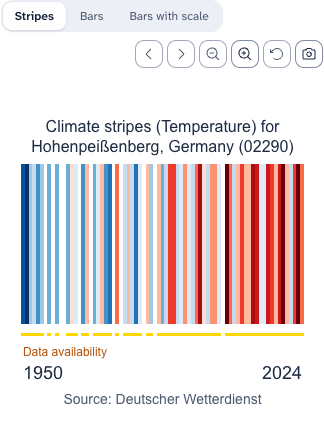 Stripes Bars Bars with scale
Climate stripes (Temperature) for
Hohenpeißenberg, Germany (02290)
Data availability
1950 2024
Source: Deutscher Wetterdienst